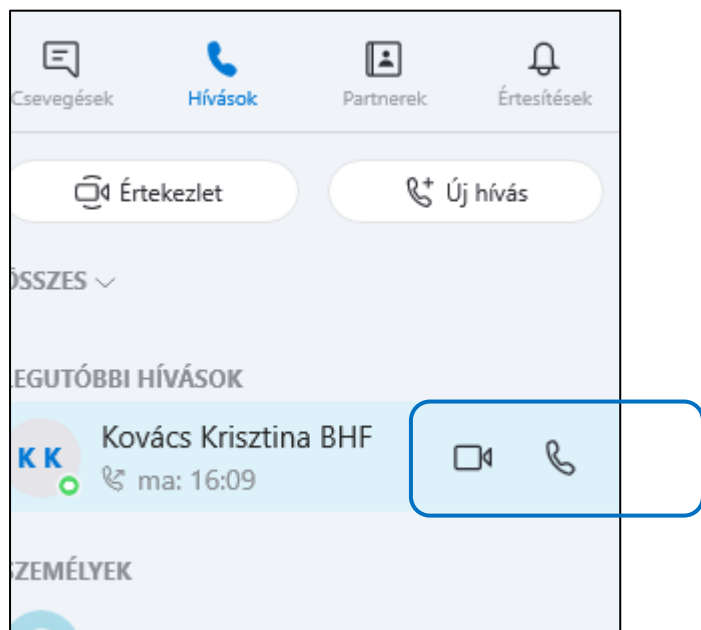 Csevegések Hívások Partnerek Értesítések
Értekezlet Új hívás
ÖSSZES
LEGUTÓBBI HÍVÁSOK
Kovács Krisztina BHF
K K
ma: 16:09
SZEMÉLYEK